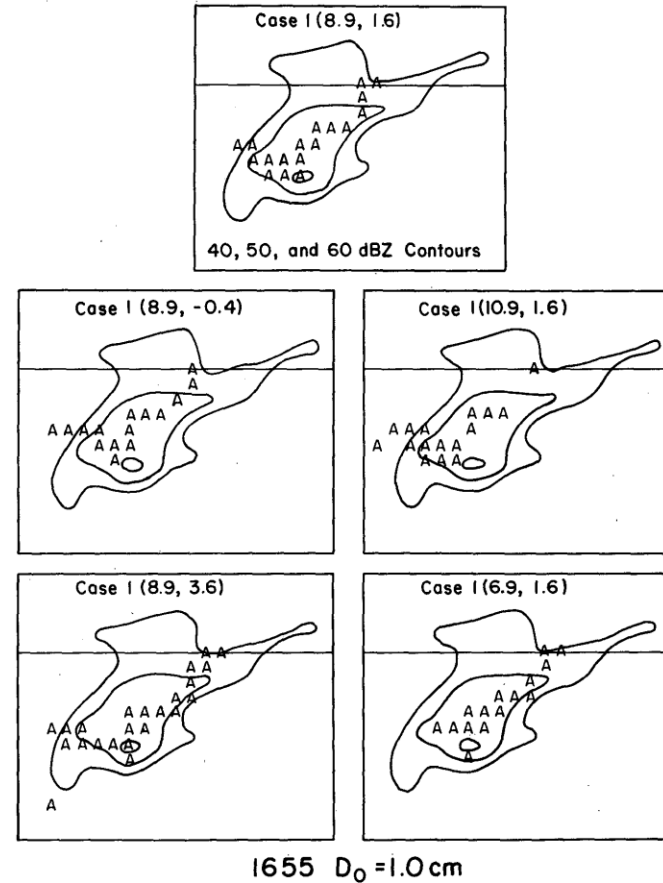 Case 1 (8.9, 1.6)
A A
A
A
A A A
A A A A
A A A A
A A A
40, 50, and 60 dBZ Contours
Case 1 (8.9, -0.4)
A
A
A
A A A
A A A A A
A A A
A
Case 1 (10.9, 1.6)
A
A A A
A A A A
A A A A A A
A A A
Case 1 (8.9, 3.6)
A A
A A
A
A A
A A A A
A A A A A
A A A A A
A
A
Case 1 (6.9, 1.6)
A A
A
A
A A A
A A A
A A A A
A
1655 D₀ = 1.0 cm